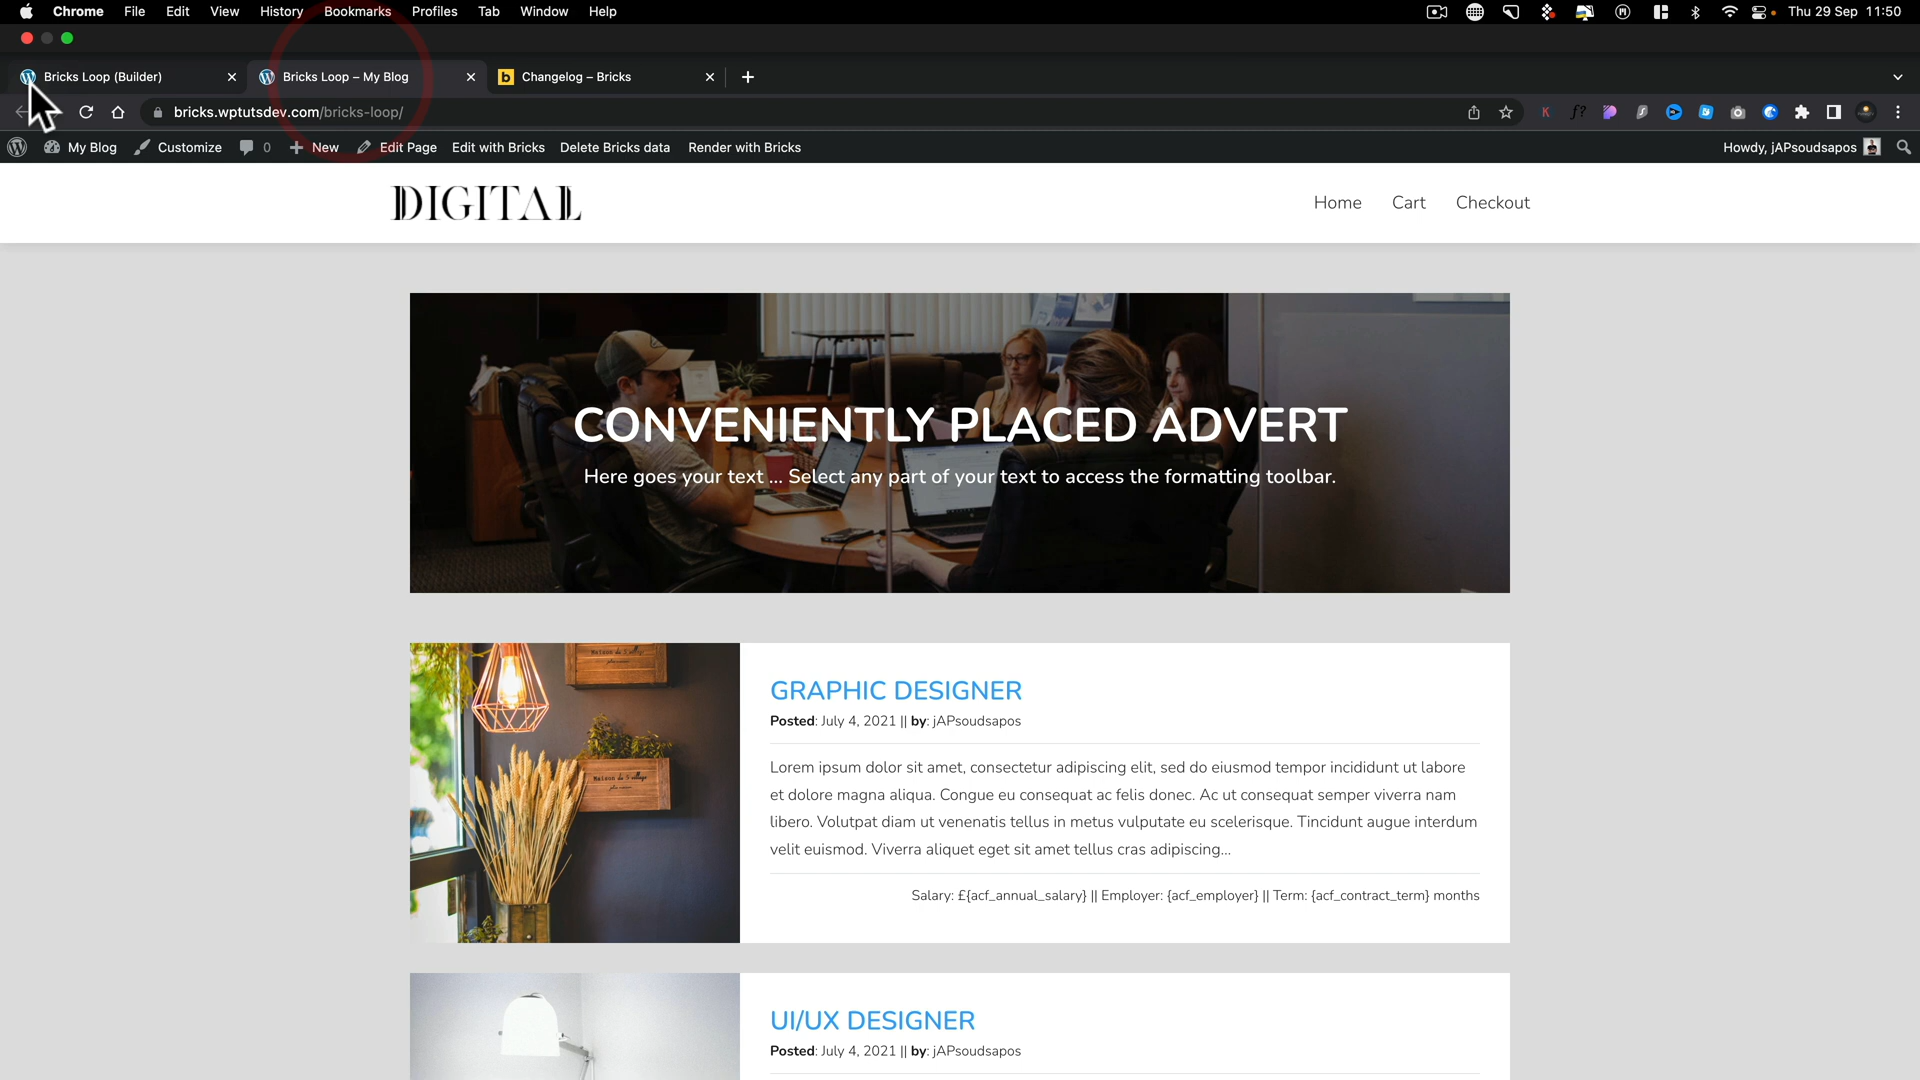 Chrome File Edit View History Bookmarks Profiles Tab Window Help Thu 29 Sep 11:50
Bricks Loop (Builder) Bricks Loop – My Blog Changelog – Bricks
bricks.wptutsdev.com/bricks-loop/
My Blog Customize 0 New Edit Page Edit with Bricks Delete Bricks data Render with Bricks Howdy, jAPsoudsapos
DIGITAL
Home Cart Checkout
CONVENIENTLY PLACED ADVERT
Here goes your text ... Select any part of your text to access the formatting toolbar.
GRAPHIC DESIGNER
Posted: July 4, 2021 || by: jAPsoudsapos
Lorem ipsum dolor sit amet, consectetur adipiscing elit, sed do eiusmod tempor incididunt ut labore
et dolore magna aliqua. Congue eu consequat ac felis donec. Ac ut consequat semper viverra nam
libero. Volutpat diam ut venenatis tellus in metus vulputate eu scelerisque. Tincidunt augue interdum
velit euismod. Viverra aliquet eget sit amet tellus cras adipiscing...
Salary: £{acf_annual_salary} || Employer: {acf_employer} || Term: {acf_contract_term} months
UI/UX DESIGNER
Posted: July 4, 2021 || by: jAPsoudsapos